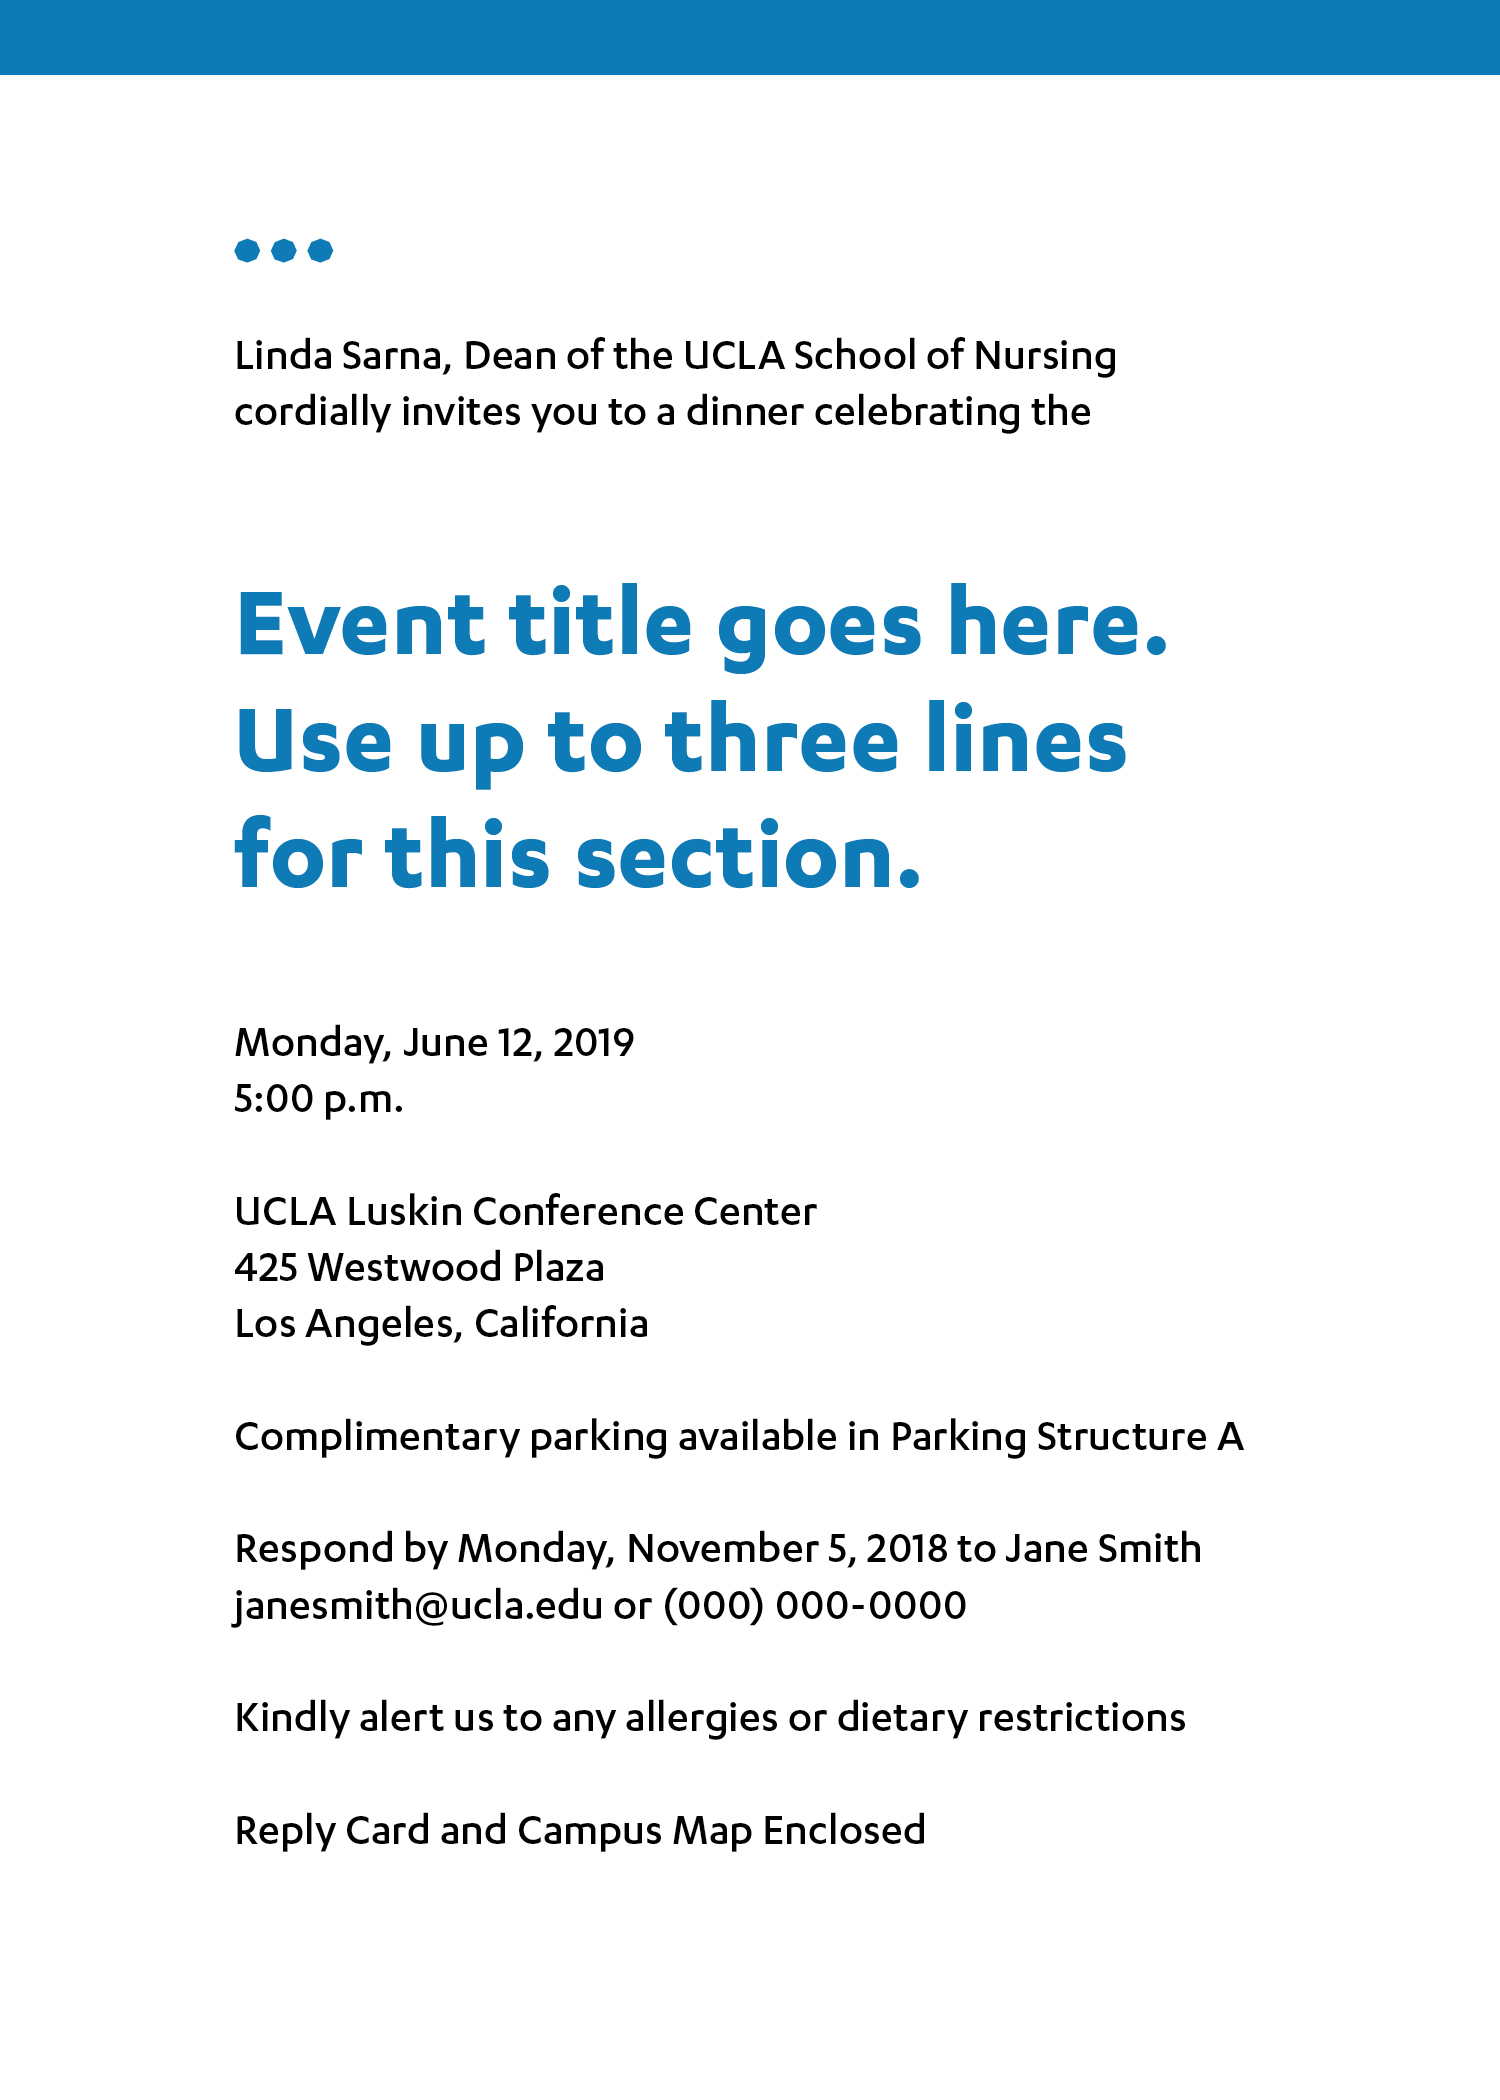 Linda Sarna, Dean of the UCLA School of Nursing
cordially invites you to a dinner celebrating the
Event title goes here.
Use up to three lines
for this section.
Monday, June 12, 2019
5:00 p.m.
UCLA Luskin Conference Center
425 Westwood Plaza
Los Angeles, California
Complimentary parking available in Parking Structure A
Respond by Monday, November 5, 2018 to Jane Smith
janesmith@ucla.edu or (000) 000-0000
Kindly alert us to any allergies or dietary restrictions
Reply Card and Campus Map Enclosed